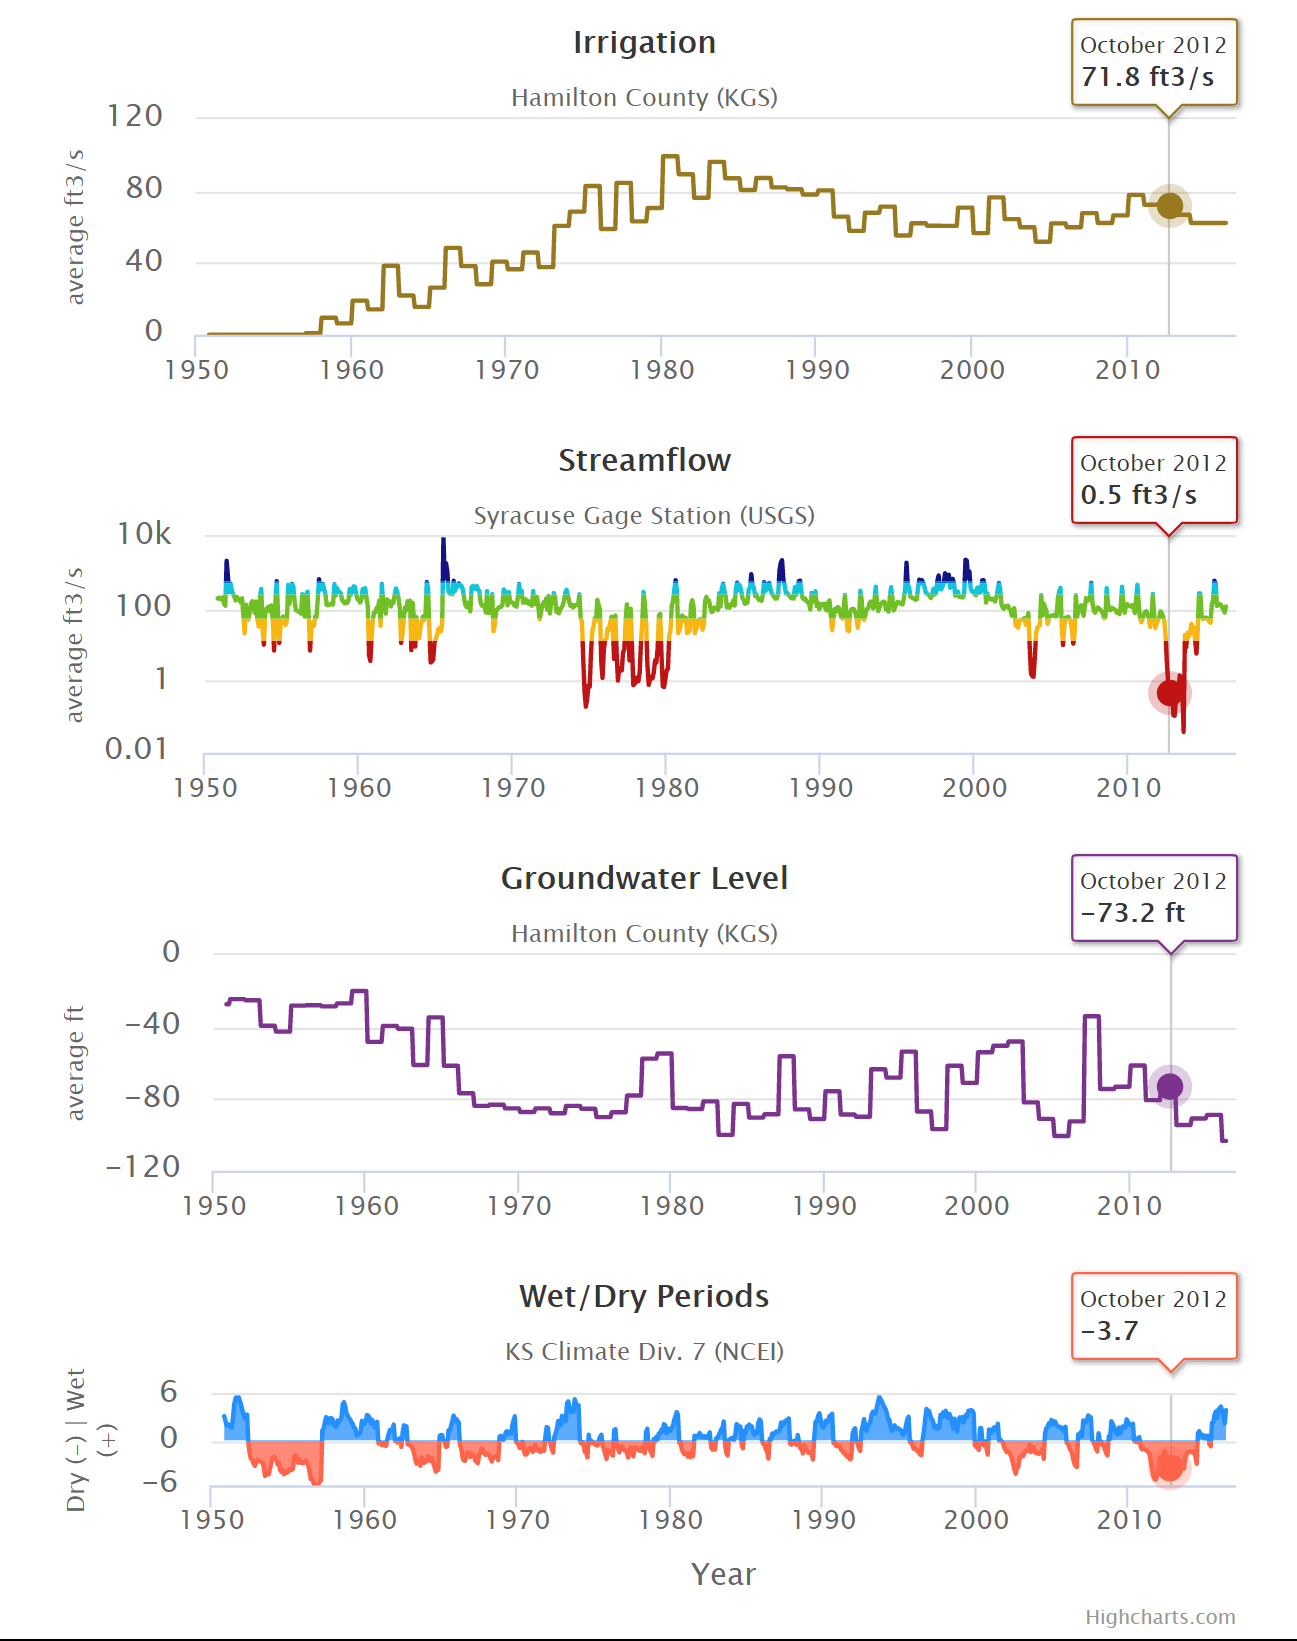 Irrigation
October 2012
71.8 ft3/s
Hamilton County (KGS)
average ft3/s
120
80
40
0
1950 1960 1970 1980 1990 2000 2010
Streamflow
October 2012
0.5 ft3/s
Syracuse Gage Station (USGS)
average ft3/s
10k
100
1
0.01
1950 1960 1970 1980 1990 2000 2010
Groundwater Level
October 2012
−73.2 ft
Hamilton County (KGS)
average ft
0
−40
−80
−120
1950 1960 1970 1980 1990 2000 2010
Wet/Dry Periods
October 2012
−3.7
KS Climate Div. 7 (NCEI)
Dry (−) | Wet
(+)
6
0
−6
1950 1960 1970 1980 1990 2000 2010
Year
Highcharts.com